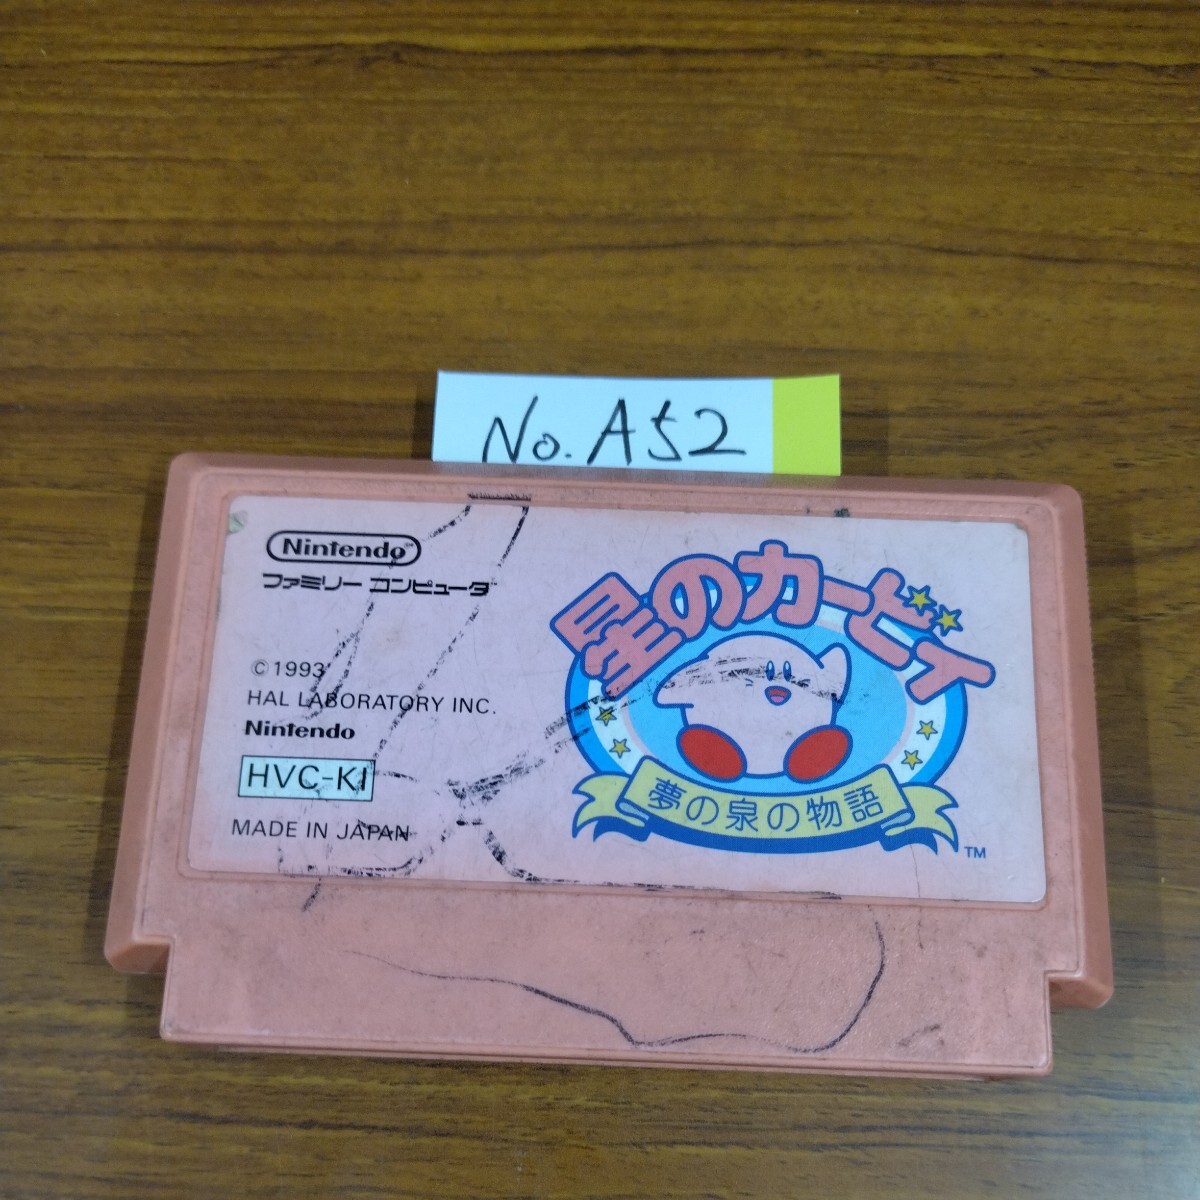 No. A52
Nintendo
ファミリーコンピュータ
© 1993
HAL LABORATORY INC.
Nintendo
HVC-KI
MADE IN JAPAN
星のカービィ
夢の泉の物語
TM